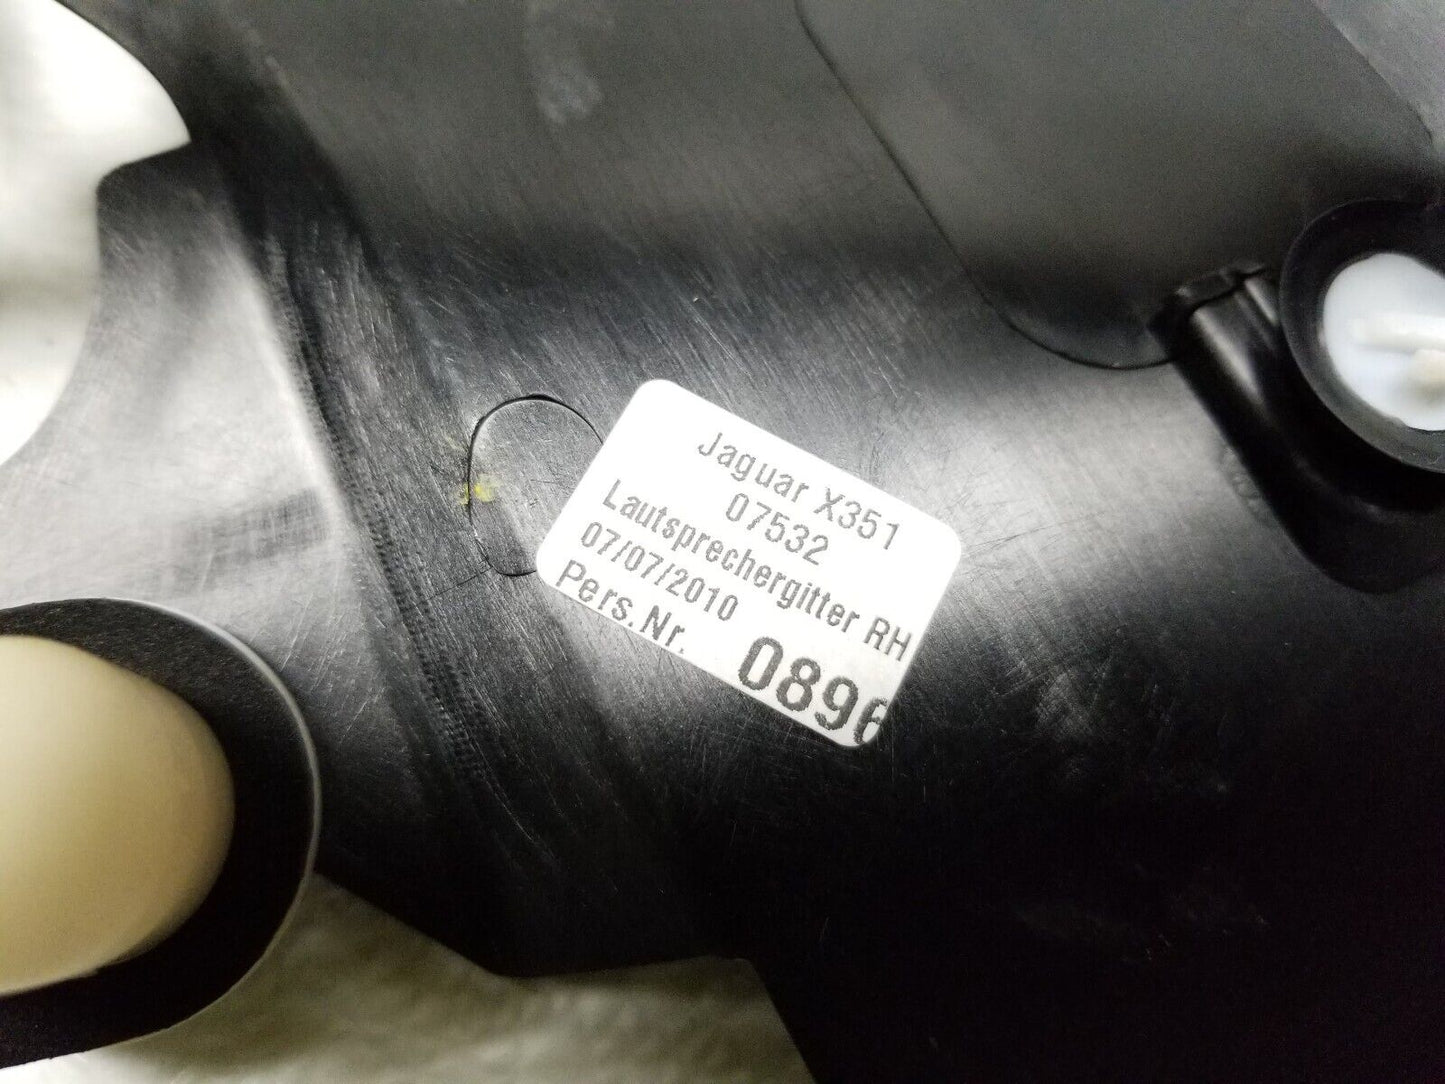 Jaguar X351
07532
Lautsprechergitter RH
07/07/2010
Pers.Nr. 0896